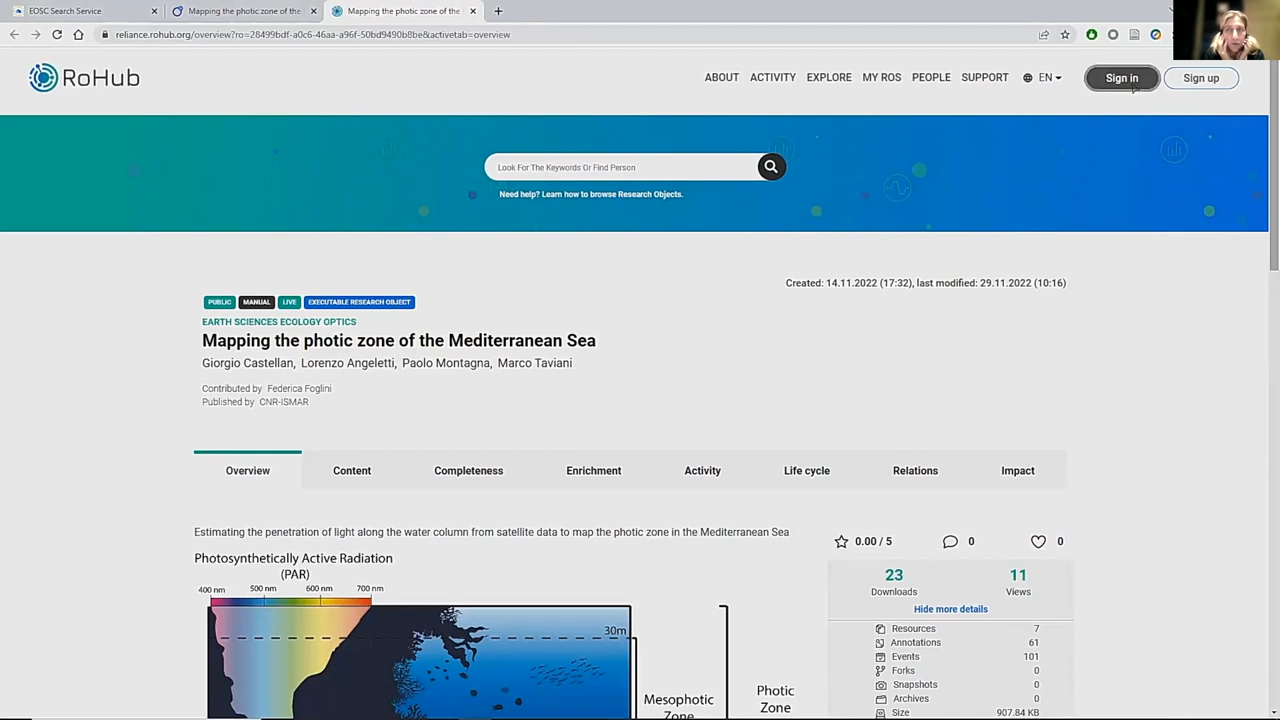 EOSC Search Service
Mapping the photic zone of the
Mapping the photic zone of the
reliance.rohub.org/overview?ro=28499bdf-a0c6-46aa-a96f-50bd9490b8be&activetab=overview
RoHub
ABOUT ACTIVITY EXPLORE MY ROS PEOPLE SUPPORT EN Sign in Sign up
Look For The Keywords Or Find Person
Need help? Learn how to browse Research Objects.
Created: 14.11.2022 (17:32), last modified: 29.11.2022 (10:16)
PUBLIC MANUAL LIVE EXECUTABLE RESEARCH OBJECT
EARTH SCIENCES ECOLOGY OPTICS
Mapping the photic zone of the Mediterranean Sea
Giorgio Castellan, Lorenzo Angeletti, Paolo Montagna, Marco Taviani
Contributed by Federica Foglini
Published by CNR-ISMAR
Overview Content Completeness Enrichment Activity Life cycle Relations Impact
Estimating the penetration of light along the water column from satellite data to map the photic zone in the Mediterranean Sea
Photosynthetically Active Radiation
(PAR)
400 nm 500 nm 600 nm 700 nm
30m
Mesophotic
Zone
Photic
Zone
0.00 / 5 0 0
23 11
Downloads Views
Hide more details
Resources 7
Annotations 61
Events 101
Forks 0
Snapshots 0
Archives 0
Size 907.84 KB